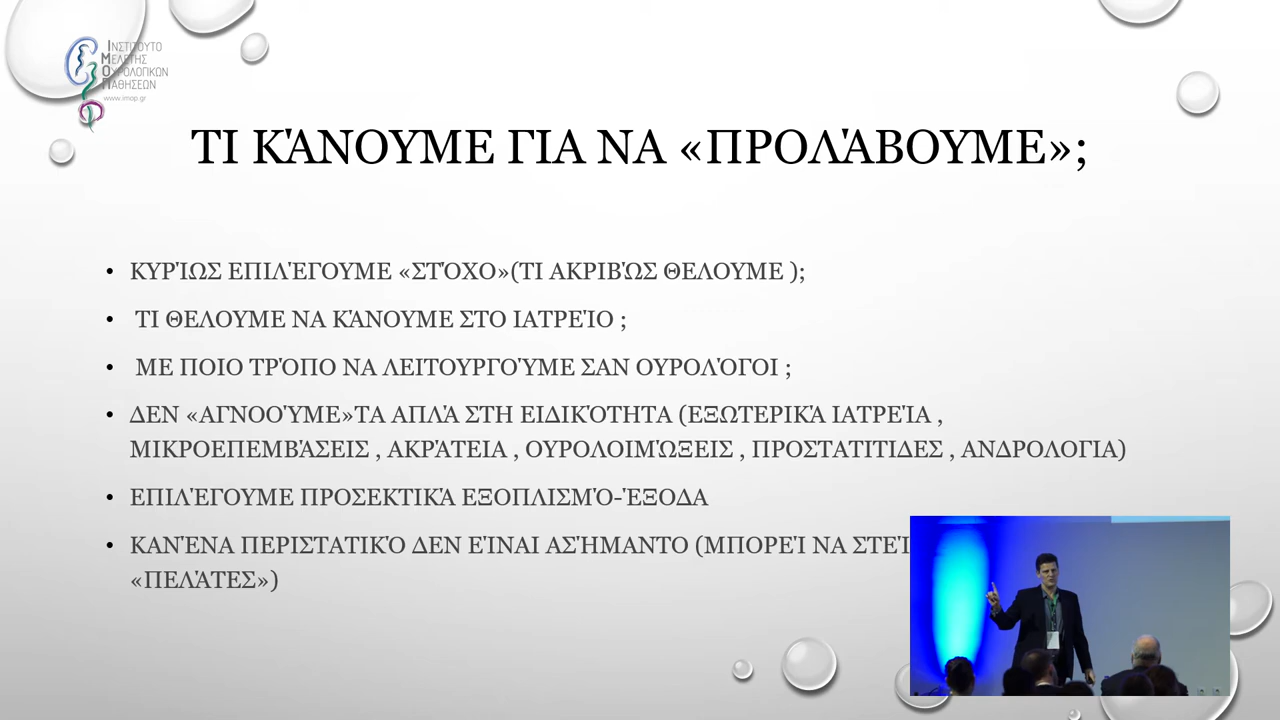 ΙΝΣΤΙΤΟΥΤΟ
ΜΕΛΕΤΗΣ
ΟΥΡΟΛΟΓΙΚΩΝ
ΠΑΘΗΣΕΩΝ
www.imop.gr
ΤΙ ΚΆΝΟΥΜΕ ΓΙΑ ΝΑ «ΠΡΟΛΆΒΟΥΜΕ»;
• ΚΥΡΊΩΣ ΕΠΙΛΈΓΟΥΜΕ «ΣΤΌΧΟ»(ΤΙ ΑΚΡΙΒΏΣ ΘΕΛΟΥΜΕ );
• ΤΙ ΘΕΛΟΥΜΕ ΝΑ ΚΆΝΟΥΜΕ ΣΤΟ ΙΑΤΡΕΊΟ ;
• ΜΕ ΠΟΙΟ ΤΡΌΠΟ ΝΑ ΛΕΙΤΟΥΡΓΟΎΜΕ ΣΑΝ ΟΥΡΟΛΌΓΟΙ ;
• ΔΕΝ «ΑΓΝΟΟΎΜΕ»ΤΑ ΑΠΛΆ ΣΤΗ ΕΙΔΙΚΌΤΗΤΑ (ΕΞΩΤΕΡΙΚΆ ΙΑΤΡΕΊΑ ,
ΜΙΚΡΟΕΠΕΜΒΆΣΕΙΣ , ΑΚΡΆΤΕΙΑ , ΟΥΡΟΛΟΙΜΏΞΕΙΣ , ΠΡΟΣΤΑΤΙΤΙΔΕΣ , ΑΝΔΡΟΛΟΓΙΑ)
• ΕΠΙΛΈΓΟΥΜΕ ΠΡΟΣΕΚΤΙΚΆ ΕΞΟΠΛΙΣΜΌ-ΈΞΟΔΑ
• ΚΑΝΈΝΑ ΠΕΡΙΣΤΑΤΙΚΌ ΔΕΝ ΕΊΝΑΙ ΑΣΉΜΑΝΤΟ (ΜΠΟΡΕΊ ΝΑ ΣΤΕΊ
«ΠΕΛΆΤΕΣ»)